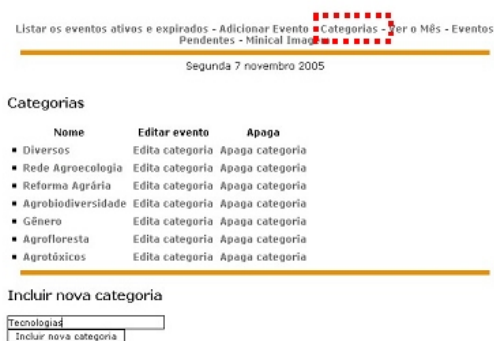 Listar os eventos ativos e expirados - Adicionar Evento - Categorias - Ver o Mês - Eventos
Pendentes - Minical Imagem
Segunda 7 novembro 2005
Categorias
Nome Editar evento Apaga
Diversos Edita categoria Apaga categoria
Rede Agroecologia Edita categoria Apaga categoria
Reforma Agrária Edita categoria Apaga categoria
Agrobiodiversidade Edita categoria Apaga categoria
Gênero Edita categoria Apaga categoria
Agrofloresta Edita categoria Apaga categoria
Agrotóxicos Edita categoria Apaga categoria
Incluir nova categoria
Tecnologias
Incluir nova categoria